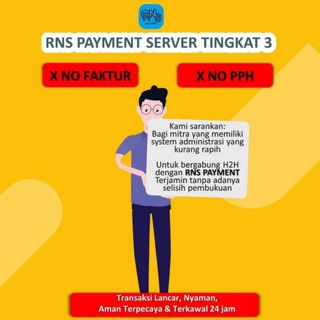 RNS
RNS PAYMENT SERVER TINGKAT 3
X NO FAKTUR
X NO PPH
Kami sarankan:
Bagi mitra yang memiliki
system administrasi yang
kurang rapih
Untuk bergabung H2H
dengan RNS PAYMENT
Terjamin tanpa adanya
selisih pembukuan
Transaksi Lancar, Nyaman,
Aman Terpecaya & Terkawal 24 jam